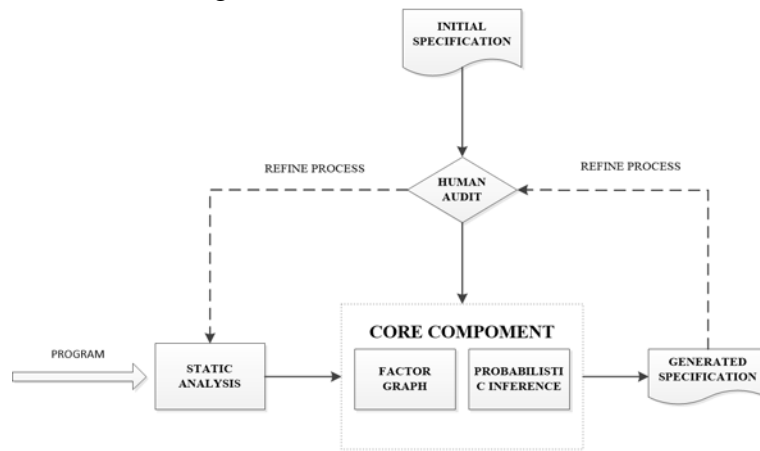 INITIAL
SPECIFICATION
REFINE PROCESS
REFINE PROCESS
HUMAN
AUDIT
CORE COMPOMENT
PROGRAM
STATIC
ANALYSIS
FACTOR
GRAPH
PROBABILISTI
C INFERENCE
GENERATED
SPECIFICATION